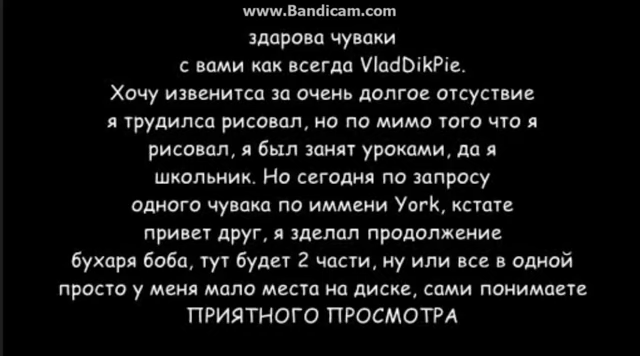 www.Bandicam.com
здарова чуваки
с вами как всегда VladDikPie.
Хочу извенитса за очень долгое отсуствие
я трудилса рисовал, но по мимо того что я
рисовал, я был занят уроками, да я
школьник. Но сегодня по запросу
одного чувака по иммени York, кстате
привет друг, я зделал продолжение
бухаря боба, тут будет 2 части, ну или все в одной
просто у меня мало места на диске, сами понимаете
ПРИЯТНОГО ПРОСМОТРА